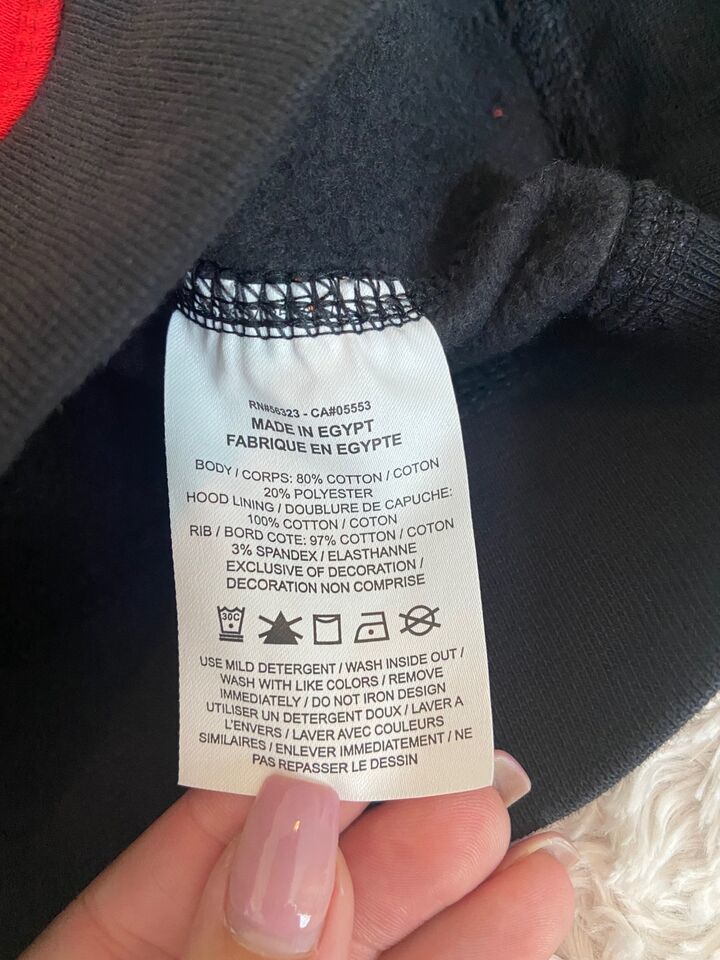 RN#56323 - CA#05553
MADE IN EGYPT
FABRIQUE EN EGYPTE
BODY / CORPS: 80% COTTON / COTON
20% POLYESTER
HOOD LINING / DOUBLURE DE CAPUCHE:
100% COTTON / COTON
RIB / BORD COTE: 97% COTTON / COTON
3% SPANDEX / ELASTHANNE
EXCLUSIVE OF DECORATION /
DECORATION NON COMPRISE
30C
USE MILD DETERGENT / WASH INSIDE OUT /
WASH WITH LIKE COLORS / REMOVE
IMMEDIATELY / DO NOT IRON DESIGN
UTILISER UN DETERGENT DOUX / LAVER A
L'ENVERS / LAVER AVEC COULEURS
SIMILAIRES / ENLEVER IMMEDIATEMENT / NE
PAS REPASSER LE DESSIN